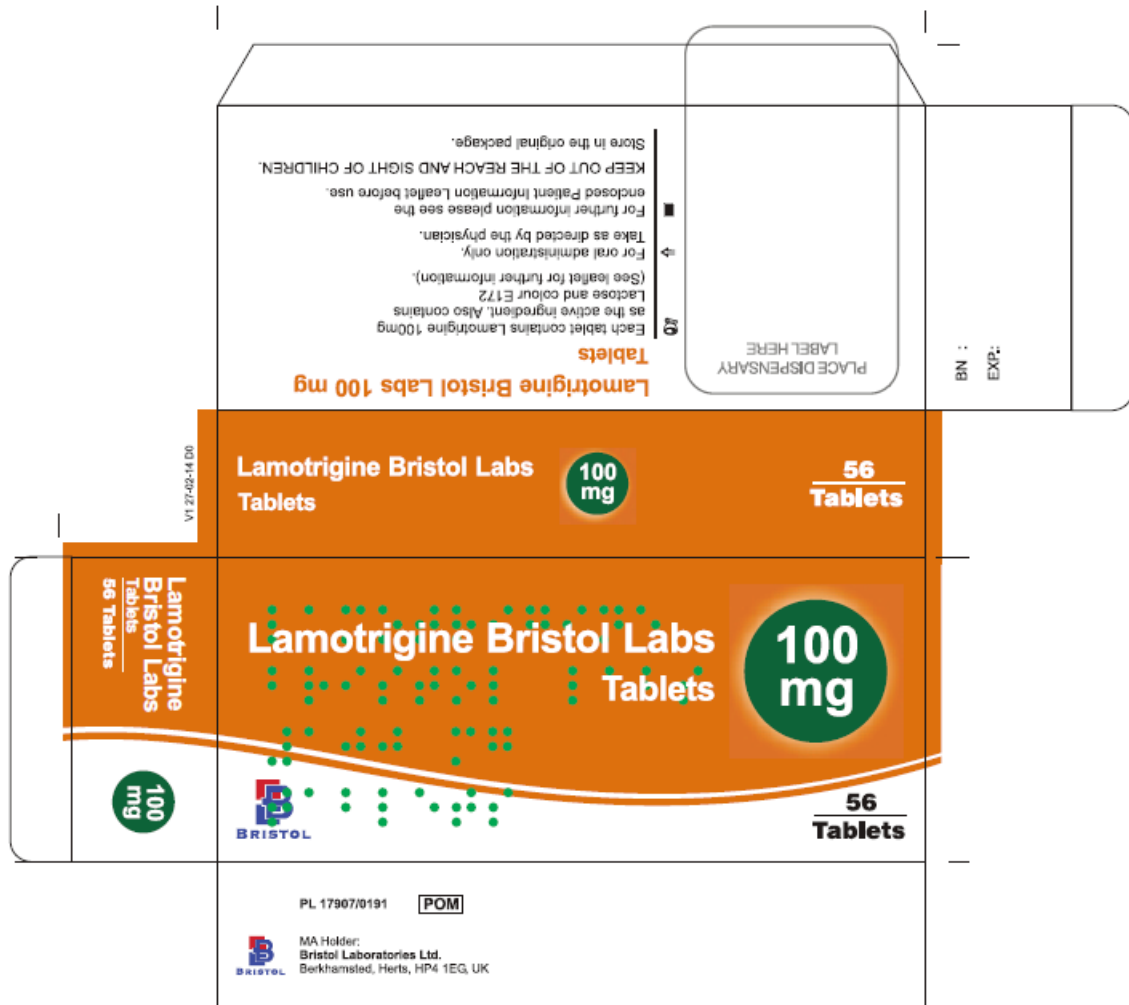 Lamotrigine Bristol Labs 100 mg
Tablets
Each tablet contains Lamotrigine 100mg
as the active ingredient. Also contains
Lactose and colour E172
(See leaflet for further information).
For oral administration only.
Take as directed by the physician.
For further information please see the
enclosed Patient Information Leaflet before use.
KEEP OUT OF THE REACH AND SIGHT OF CHILDREN.
Store in the original package.
PLACE DISPENSARY
LABEL HERE
BN :
EXP.:
V1 27-02-14 D0
Lamotrigine Bristol Labs
Tablets
100
mg
56
Tablets
Lamotrigine
Bristol Labs
Tablets
56 Tablets
100
mg
Lamotrigine Bristol Labs
Tablets
100
mg
BRISTOL
56
Tablets
PL 17907/0191
POM
BRISTOL
MA Holder:
Bristol Laboratories Ltd.
Berkhamsted, Herts, HP4 1EG, UK